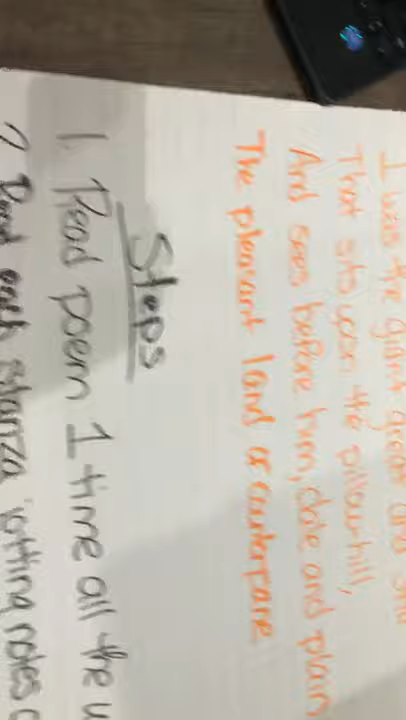 I was the giant great and
That sits upon the pillow-hill,
And sees before him, dale and plain
The pleasant land of counterpane
Steps
1. Read poem 1 time all the
2. Read each stanza jotting notes